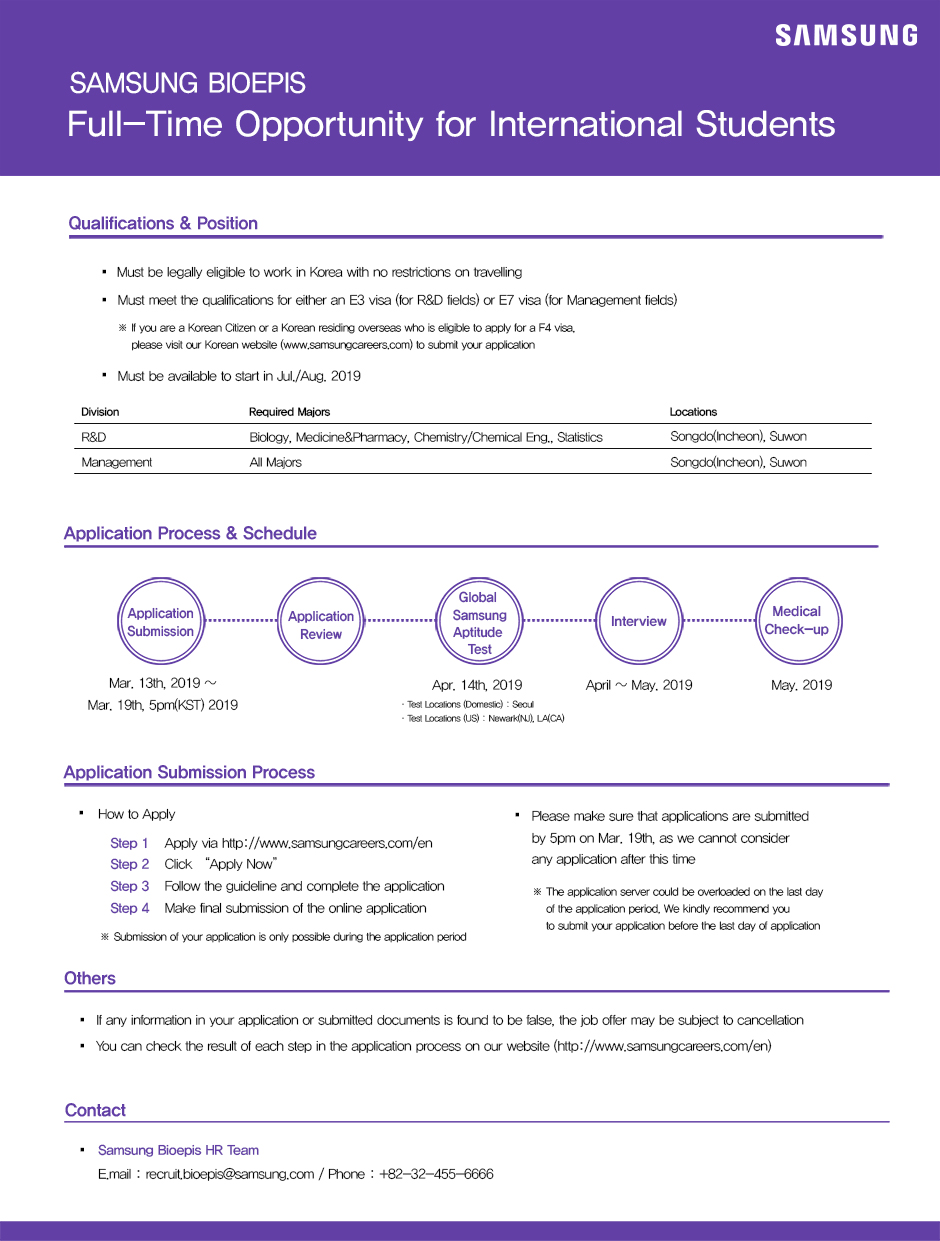 SAMSUNG
SAMSUNG BIOEPIS
Full-Time Opportunity for International Students
Qualifications & Position
▪ Must be legally eligible to work in Korea with no restrictions on travelling
▪ Must meet the qualifications for either an E3 visa (for R&D fields) or E7 visa (for Management fields)
※ If you are a Korean Citizen or a Korean residing overseas who is eligible to apply for a F4 visa,
please visit our Korean website (www.samsungcareers.com) to submit your application
▪ Must be available to start in Jul./Aug. 2019
Division Required Majors Locations
R&D Biology, Medicine&Pharmacy, Chemistry/Chemical Eng., Statistics Songdo(Incheon), Suwon
Management All Majors Songdo(Incheon), Suwon
Application Process & Schedule
Application
Submission
Mar. 13th, 2019 ~
Mar. 19th, 5pm(KST) 2019
Application
Review
Global
Samsung
Aptitude
Test
Apr. 14th, 2019
· Test Locations (Domestic) : Seoul
· Test Locations (US) : Newark(NJ), LA(CA)
Interview
April ~ May. 2019
Medical
Check-up
May. 2019
Application Submission Process
▪ How to Apply
Step 1 Apply via http://www.samsungcareers.com/en
Step 2 Click “Apply Now”
Step 3 Follow the guideline and complete the application
Step 4 Make final submission of the online application
※ Submission of your application is only possible during the application period
▪ Please make sure that applications are submitted
by 5pm on Mar. 19th, as we cannot consider
any application after this time
※ The application server could be overloaded on the last day
of the application period. We kindly recommend you
to submit your application before the last day of application
Others
▪ If any information in your application or submitted documents is found to be false, the job offer may be subject to cancellation
▪ You can check the result of each step in the application process on our website (http://www.samsungcareers.com/en)
Contact
▪ Samsung Bioepis HR Team
E.mail : recruit.bioepis@samsung.com / Phone : +82-32-455-6666